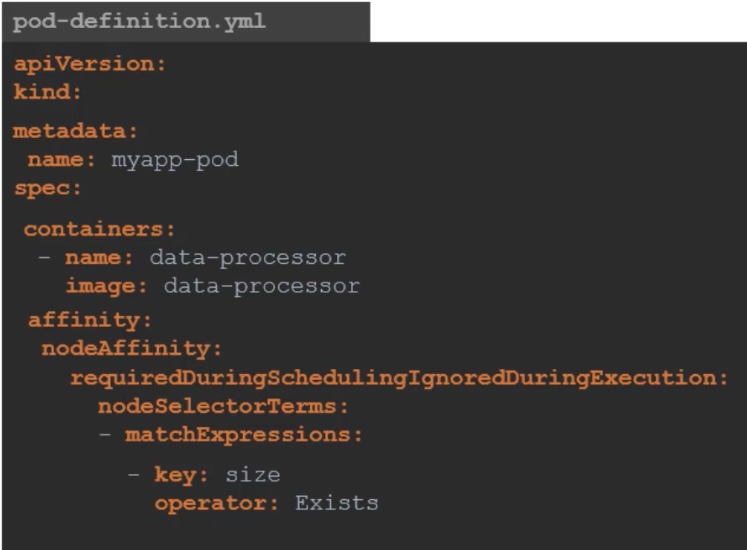 pod-definition.yml
apiVersion:
kind:
metadata:
name: myapp-pod
spec:
containers:
- name: data-processor
image: data-processor
affinity:
nodeAffinity:
requiredDuringSchedulingIgnoredDuringExecution:
nodeSelectorTerms:
- matchExpressions:
- key: size
operator: Exists